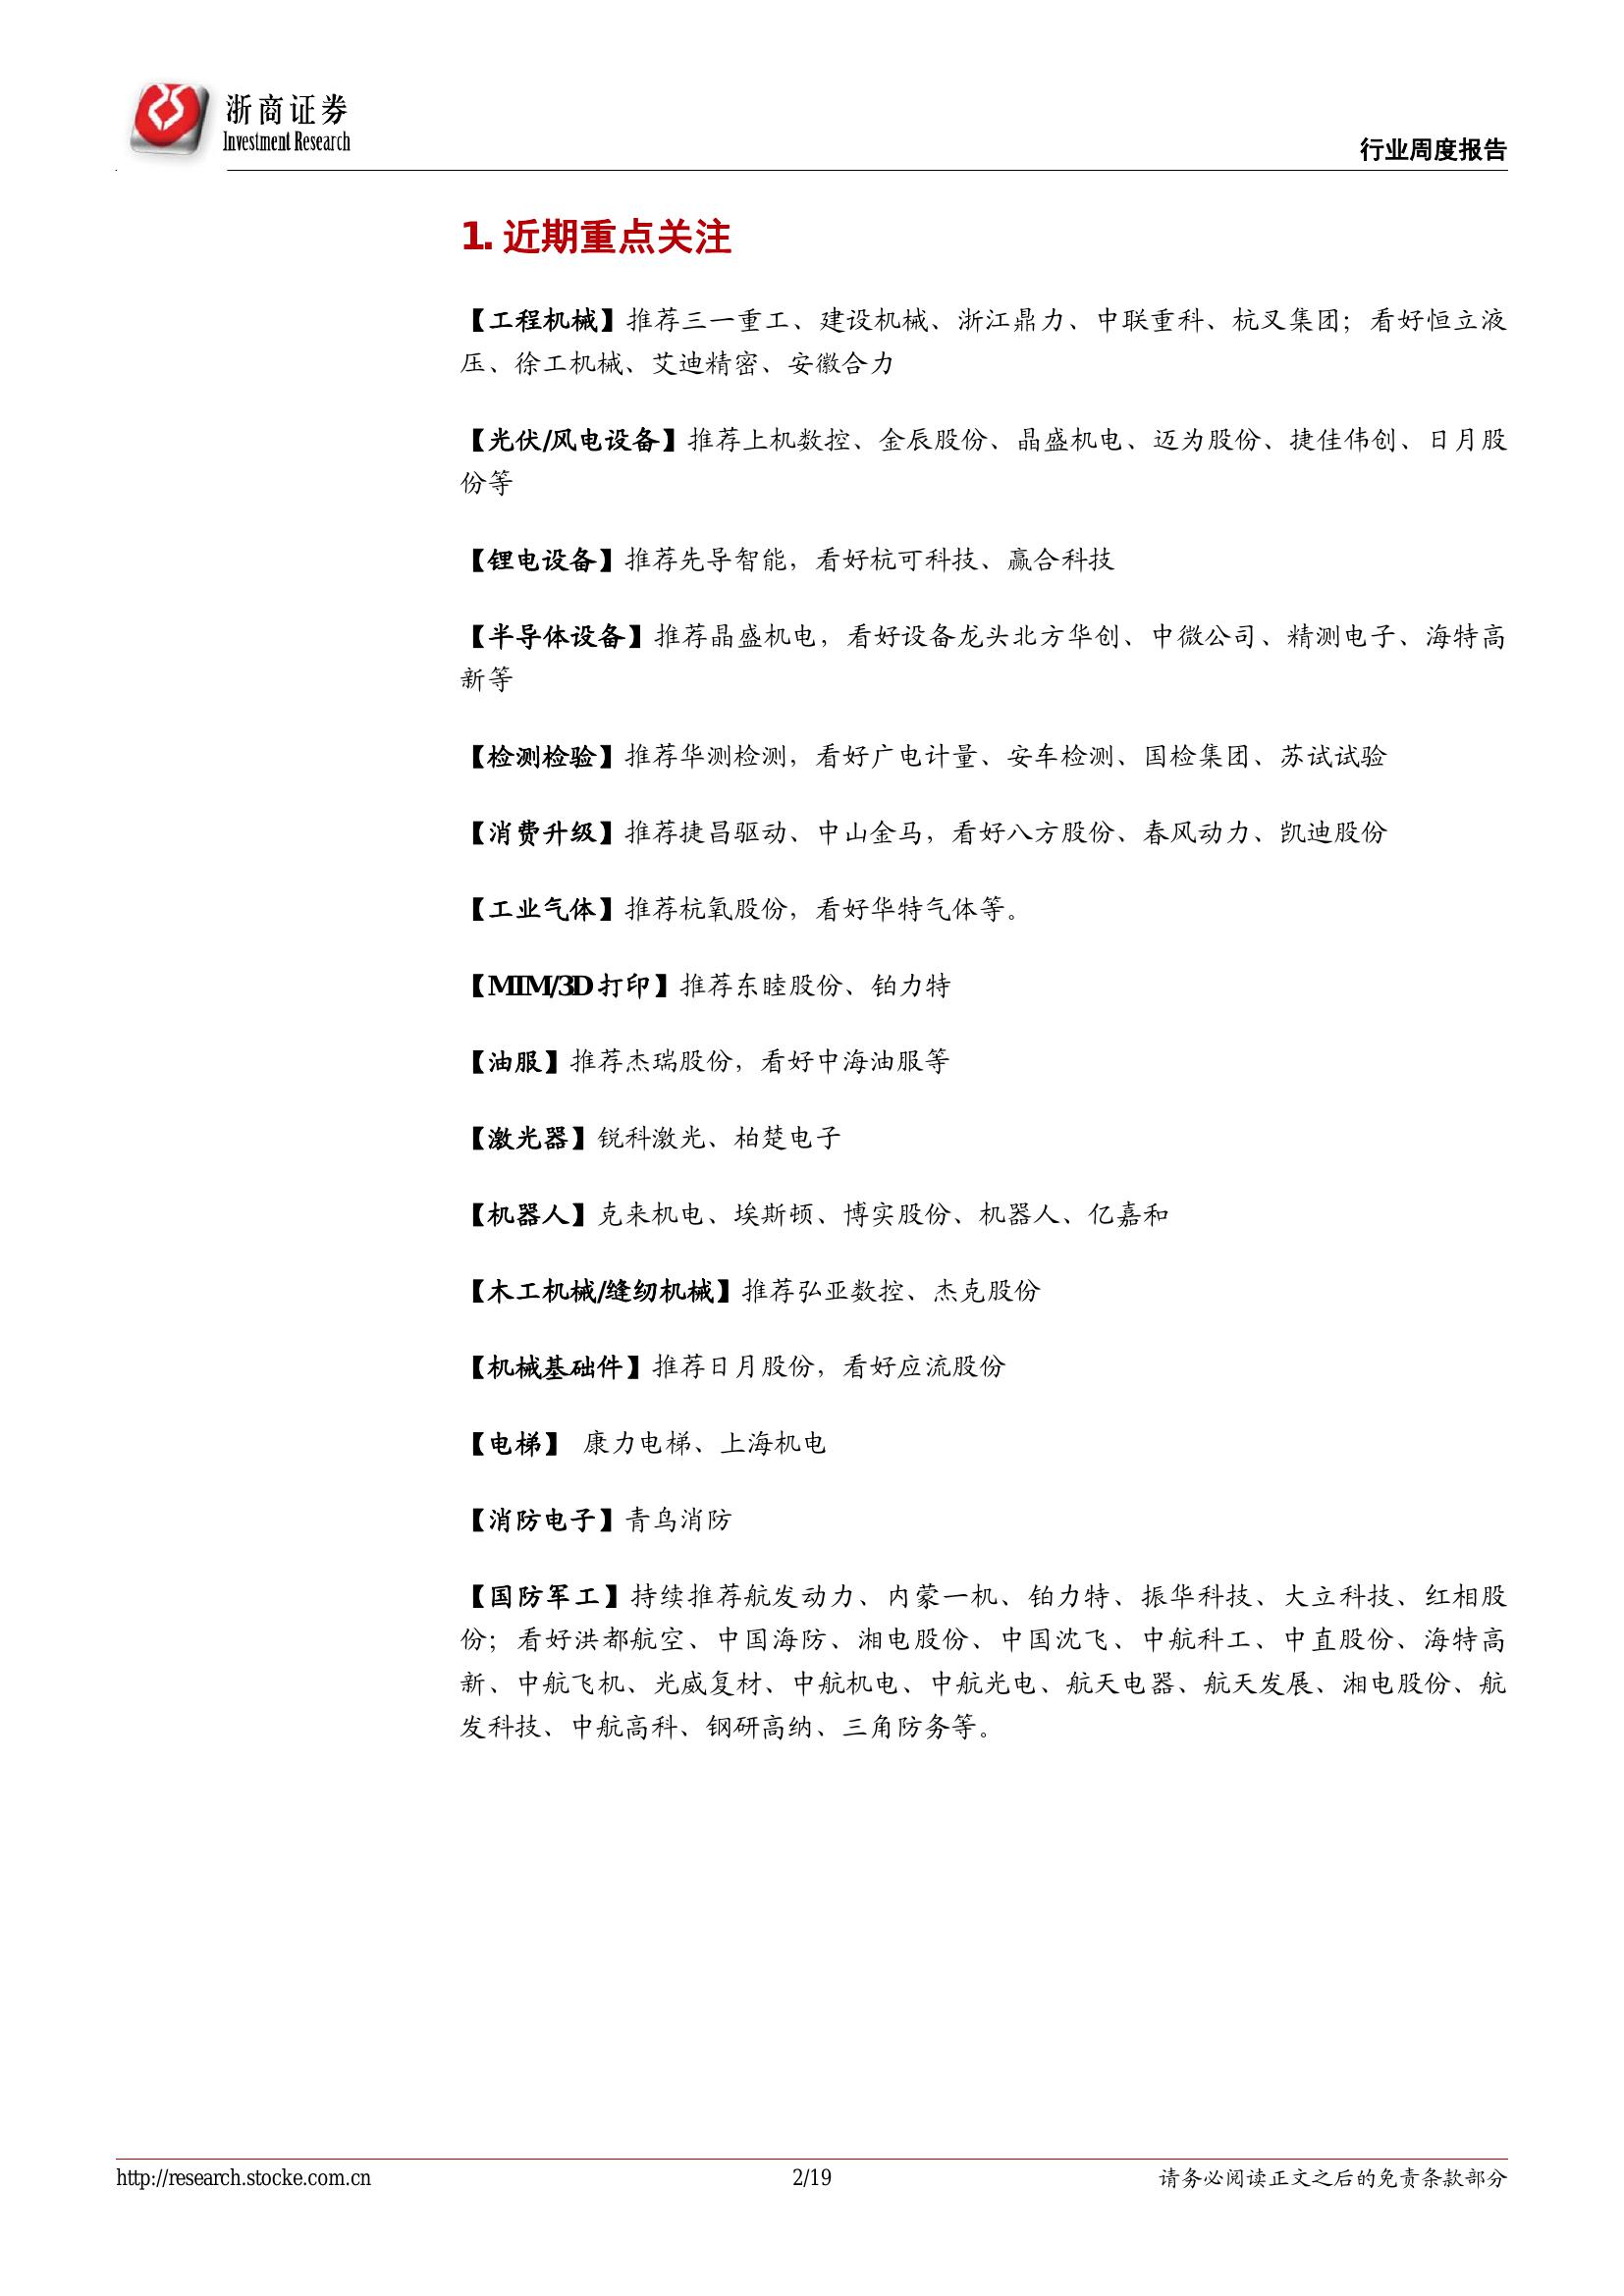 浙商证券
Investment Research
行业周度报告
1. 近期重点关注
【工程机械】推荐三一重工、建设机械、浙江鼎力、中联重科、杭叉集团；看好恒立液
压、徐工机械、艾迪精密、安徽合力
【光伏/风电设备】推荐上机数控、金辰股份、晶盛机电、迈为股份、捷佳伟创、日月股
份等
【锂电设备】推荐先导智能，看好杭可科技、赢合科技
【半导体设备】推荐晶盛机电，看好设备龙头北方华创、中微公司、精测电子、海特高
新等
【检测检验】推荐华测检测，看好广电计量、安车检测、国检集团、苏试试验
【消费升级】推荐捷昌驱动、中山金马，看好八方股份、春风动力、凯迪股份
【工业气体】推荐杭氧股份，看好华特气体等。
【MIM/3D 打印】推荐东睦股份、铂力特
【油服】推荐杰瑞股份，看好中海油服等
【激光器】锐科激光、柏楚电子
【机器人】克来机电、埃斯顿、博实股份、机器人、亿嘉和
【木工机械/缝纫机械】推荐弘亚数控、杰克股份
【机械基础件】推荐日月股份，看好应流股份
【电梯】 康力电梯、上海机电
【消防电子】青鸟消防
【国防军工】持续推荐航发动力、内蒙一机、铂力特、振华科技、大立科技、红相股
份；看好洪都航空、中国海防、湘电股份、中国沈飞、中航科工、中直股份、海特高
新、中航飞机、光威复材、中航机电、中航光电、航天电器、航天发展、湘电股份、航
发科技、中航高科、钢研高纳、三角防务等。
http://research.stocke.com.cn
2/19
请务必阅读正文之后的免责条款部分